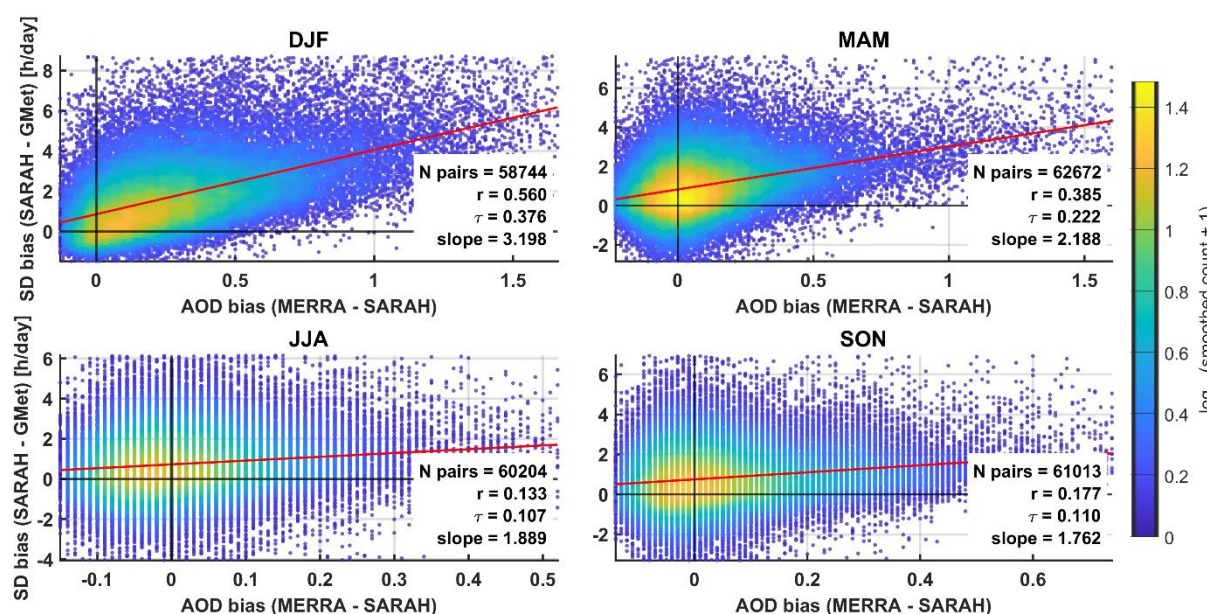 DJF
SD bias (SARAH - GMet) [h/day]
8
6
4
2
0
N pairs = 58744
r = 0.560
τ = 0.376
slope = 3.198
0
0.5
1
1.5
AOD bias (MERRA - SARAH)
MAM
6
4
2
0
-2
N pairs = 62672
r = 0.385
τ = 0.222
slope = 2.188
0
0.5
1
1.5
AOD bias (MERRA - SARAH)
JJA
SD bias (SARAH - GMet) [h/day]
6
4
2
0
-2
-4
N pairs = 60204
r = 0.133
τ = 0.107
slope = 1.889
-0.1
0
0.1
0.2
0.3
0.4
0.5
AOD bias (MERRA - SARAH)
SON
6
4
2
0
-2
N pairs = 61013
r = 0.177
τ = 0.110
slope = 1.762
0
0.2
0.4
0.6
AOD bias (MERRA - SARAH)
1.4
1.2
1
0.8
0.6
0.4
0.2
0
(smoothed count + 1)